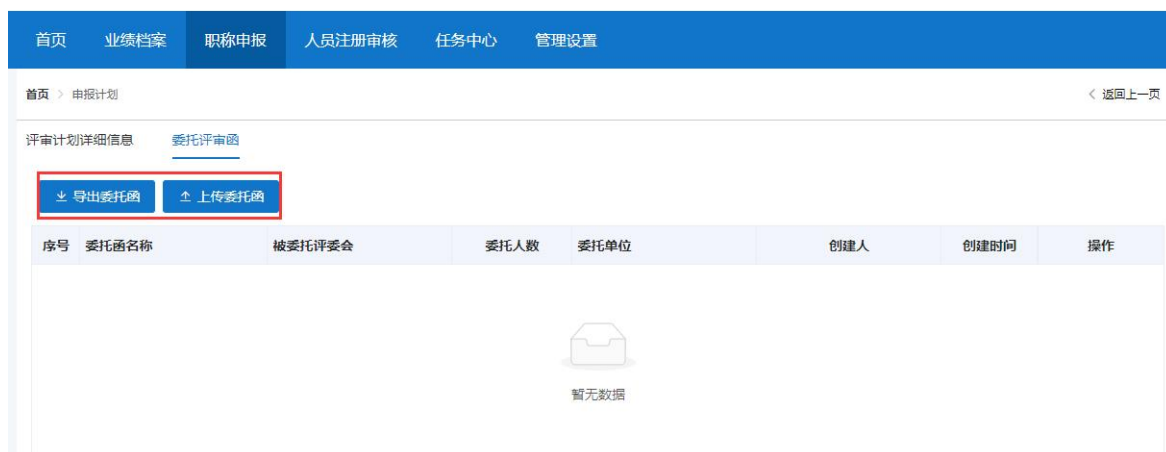 首页 业绩档案 职称申报 人员注册审核 任务中心 管理设置
首页 > 申报计划 < 返回上一页
评审计划详细信息 委托评审函
导出委托函 上传委托函
序号 委托函名称 被委托评委会 委托人数 委托单位 创建人 创建时间 操作
暂无数据